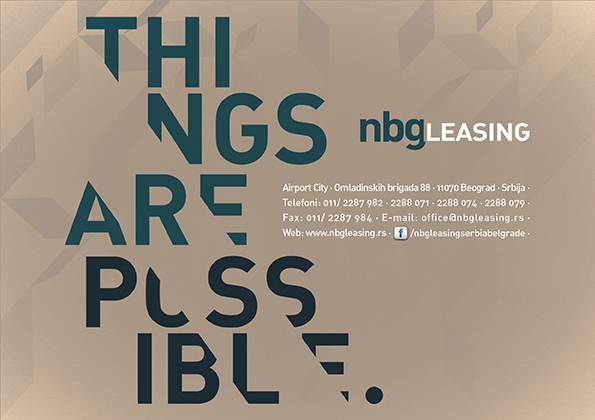 THI
NGS
ARE
POSS
IBLE.
nbgLEASING
Airport City · Omladinskih brigada 88 · 11070 Beograd · Srbija ·
Telefoni: 011/ 2287 982 · 2288 071 · 2288 074 · 2288 079 ·
Fax: 011/ 2287 984 · E-mail: office@nbgleasing.rs ·
Web: www.nbgleasing.rs · f /nbgleasingserbiabelgrade ·